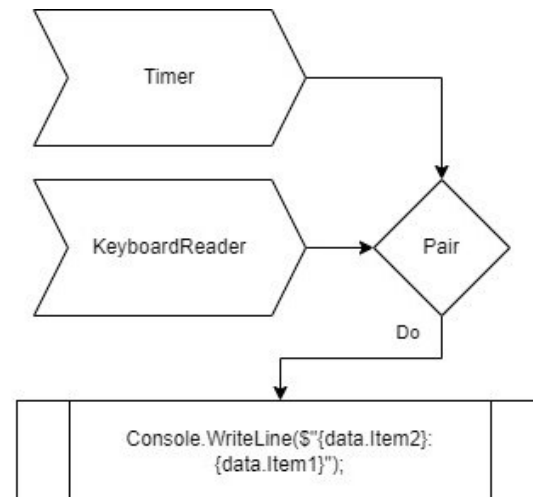 Timer
KeyboardReader
Pair
Do
Console.WriteLine($"{data.Item2}:
{data.Item1}");